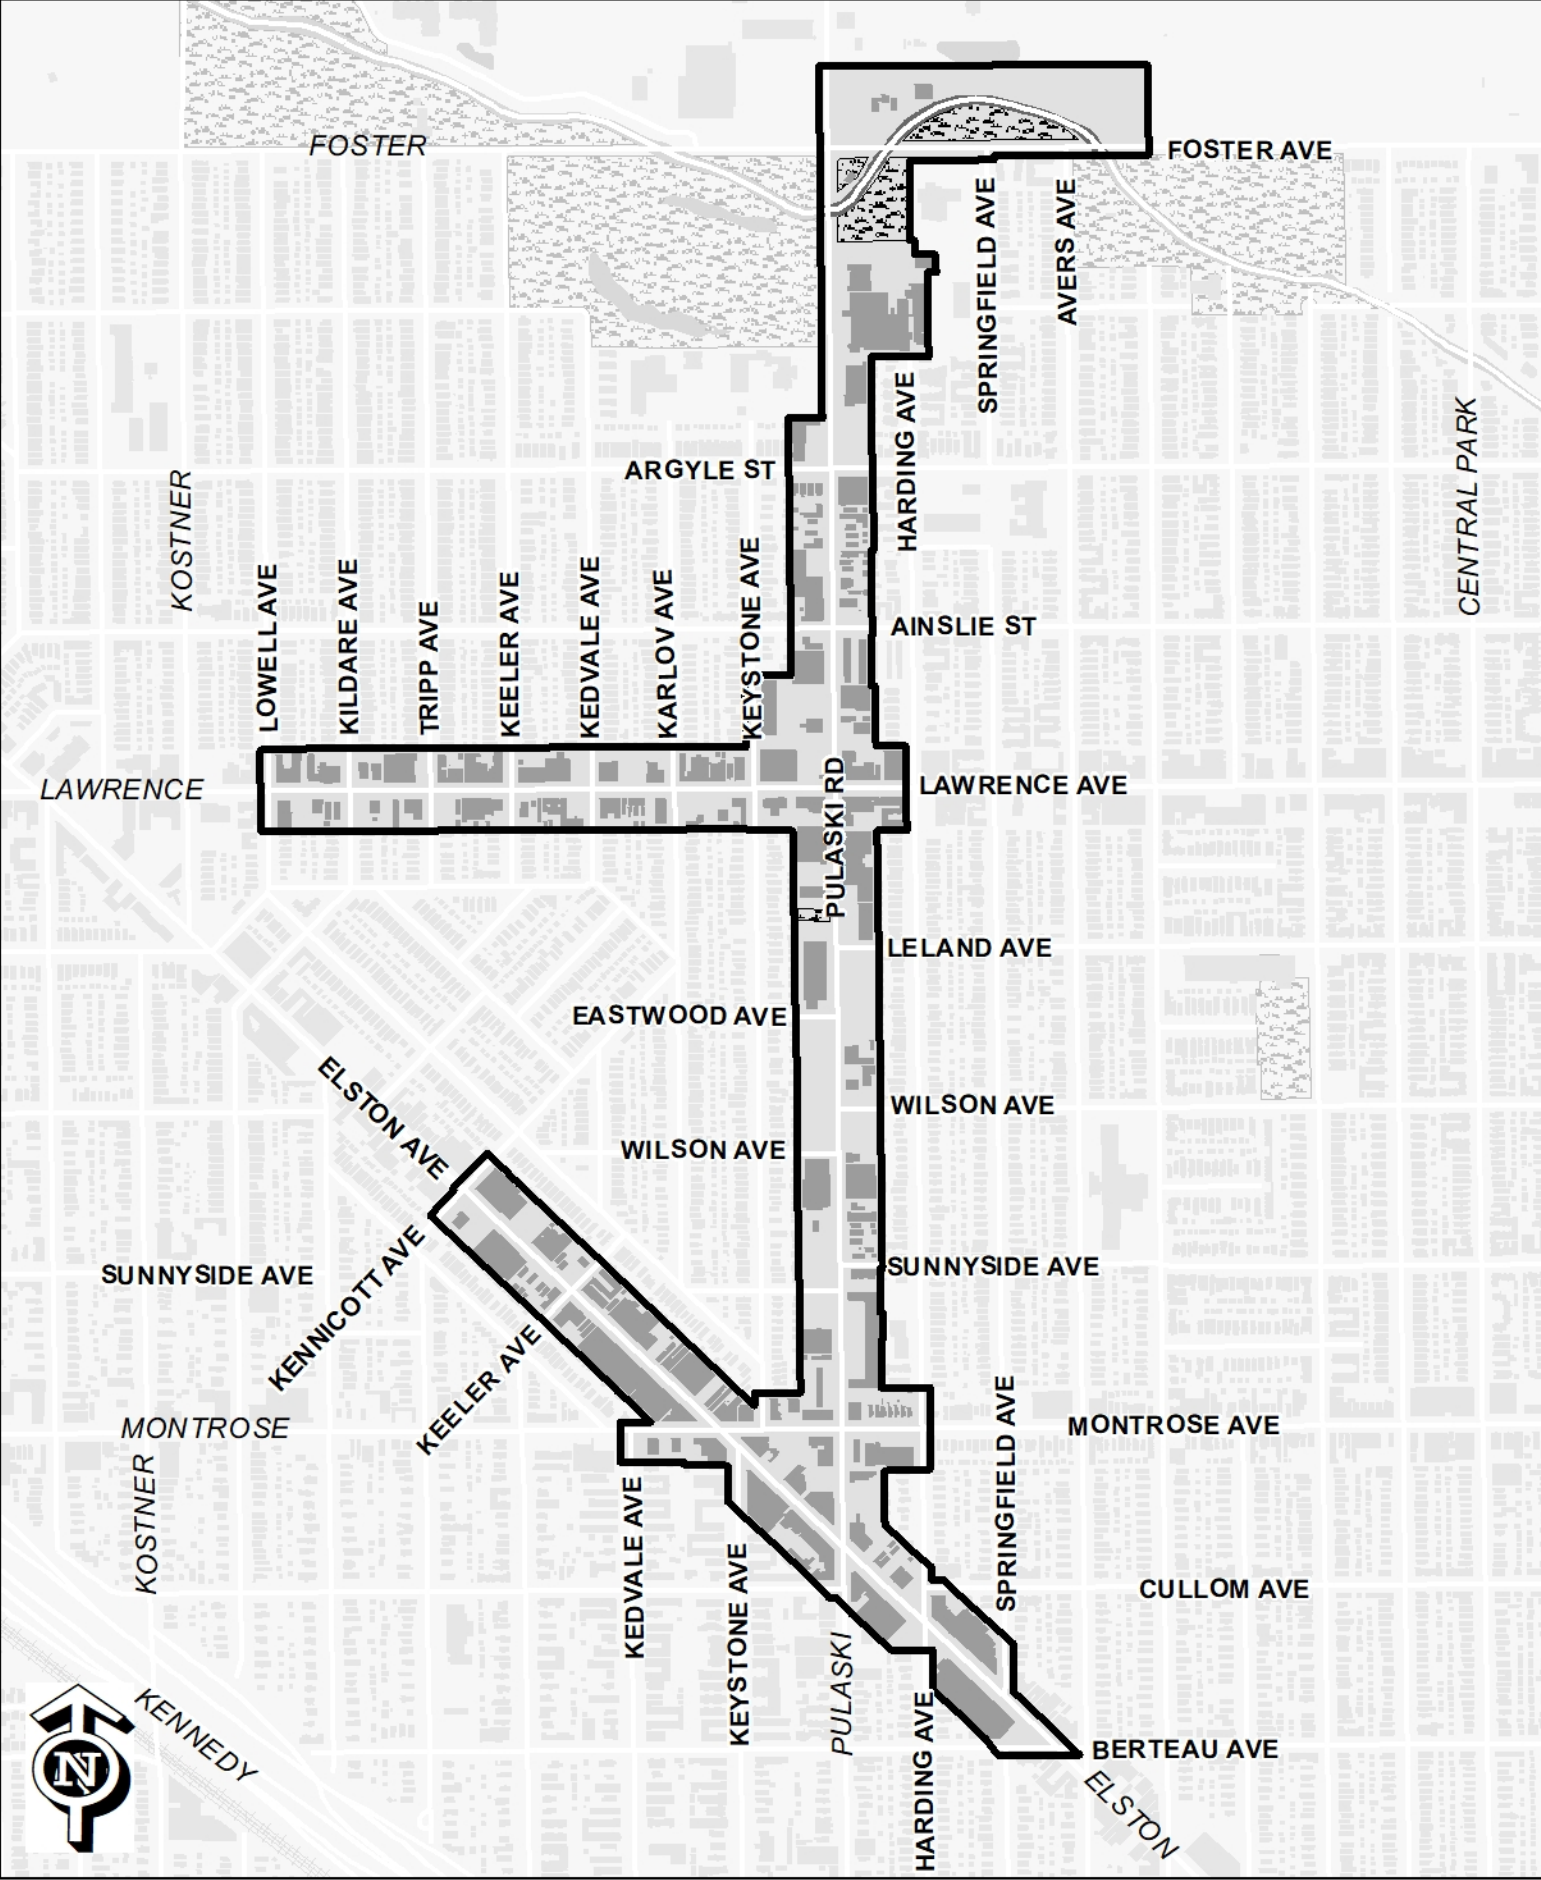 FOSTER
FOSTER AVE
SPRINGFIELD AVE
AVERS AVE
HARDING AVE
CENTRAL PARK
ARGYLE ST
KOSTNER
LOWELL AVE
KILDARE AVE
TRIPP AVE
KEELER AVE
KEDVALE AVE
KARLOV AVE
KEYSTONE AVE
AINSLIE ST
LAWRENCE
LAWRENCE AVE
PULASKI RD
LELAND AVE
EASTWOOD AVE
ELSTON AVE
WILSON AVE
WILSON AVE
SUNNYSIDE AVE
KENNICOTT AVE
SUNNYSIDE AVE
KEELER AVE
MONTROSE
MONTROSE AVE
KOSTNER
SPRINGFIELD AVE
KEDVALE AVE
KEYSTONE AVE
CULLOM AVE
PULASKI
HARDING AVE
KENNEDY
N
BERTEAU AVE
ELSTON